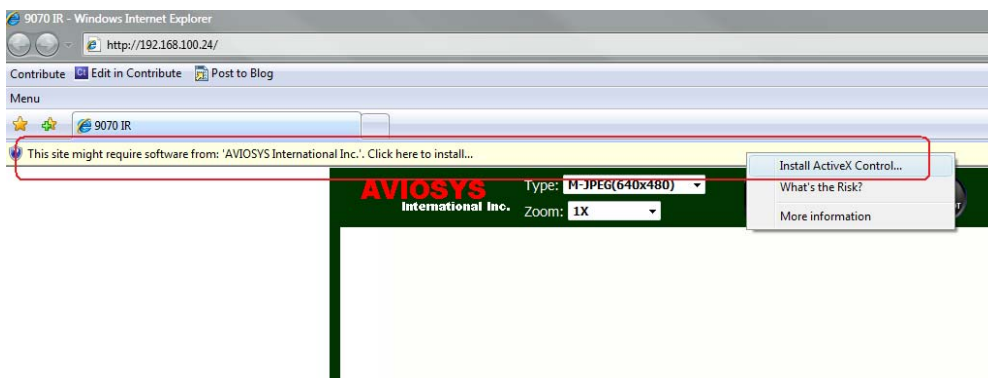 9070 IR - Windows Internet Explorer
http://192.168.100.24/
Contribute Edit in Contribute Post to Blog
Menu
9070 IR
This site might require software from: 'AVIOSYS International Inc.'. Click here to install...
Install ActiveX Control...
What's the Risk?
More information
AVIOSYS
International Inc.
Type: M-JPEG(640x480)
Zoom: 1X